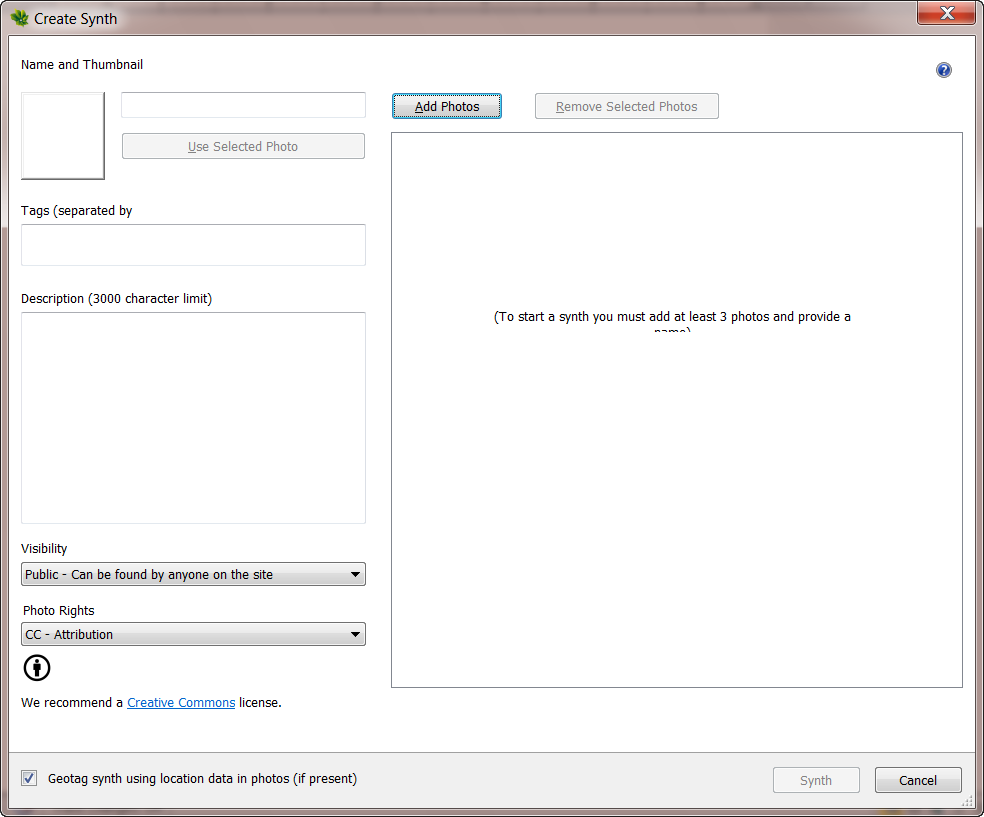 Create Synth
Name and Thumbnail
Add Photos
Remove Selected Photos
Use Selected Photo
Tags (separated by
Description (3000 character limit)
(To start a synth you must add at least 3 photos and provide a
name)
Visibility
Public - Can be found by anyone on the site
Photo Rights
CC - Attribution
We recommend a Creative Commons license.
Geotag synth using location data in photos (if present)
Synth
Cancel